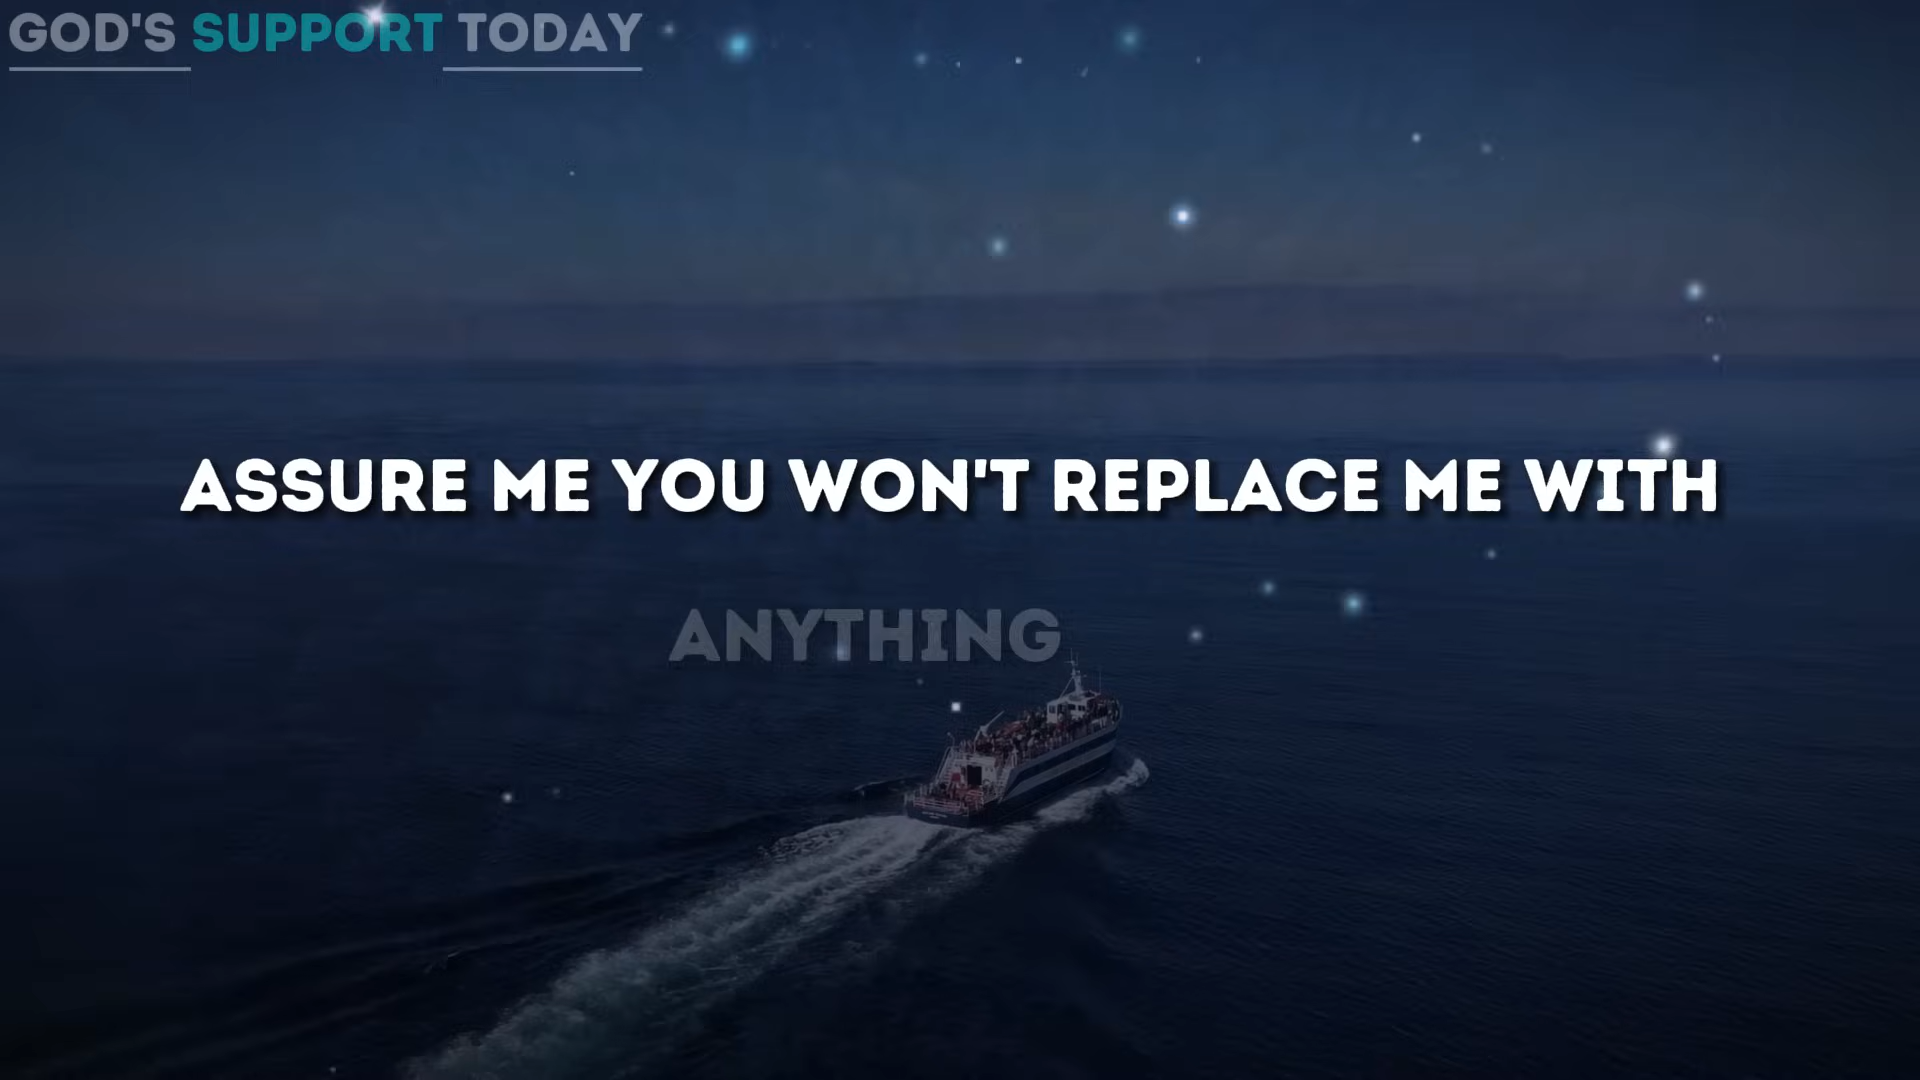 GOD'S SUPPORT TODAY
ASSURE ME YOU WON'T REPLACE ME WITH
ANYTHING